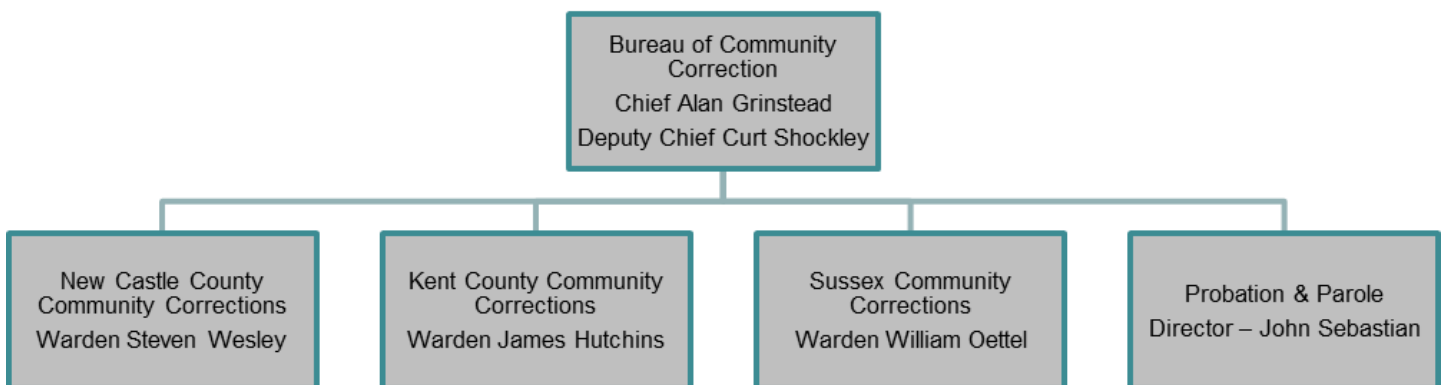 Bureau of Community
Correction
Chief Alan Grinstead
Deputy Chief Curt Shockley
New Castle County
Community Corrections
Warden Steven Wesley
Kent County Community
Corrections
Warden James Hutchins
Sussex Community
Corrections
Warden William Oettel
Probation & Parole
Director – John Sebastian